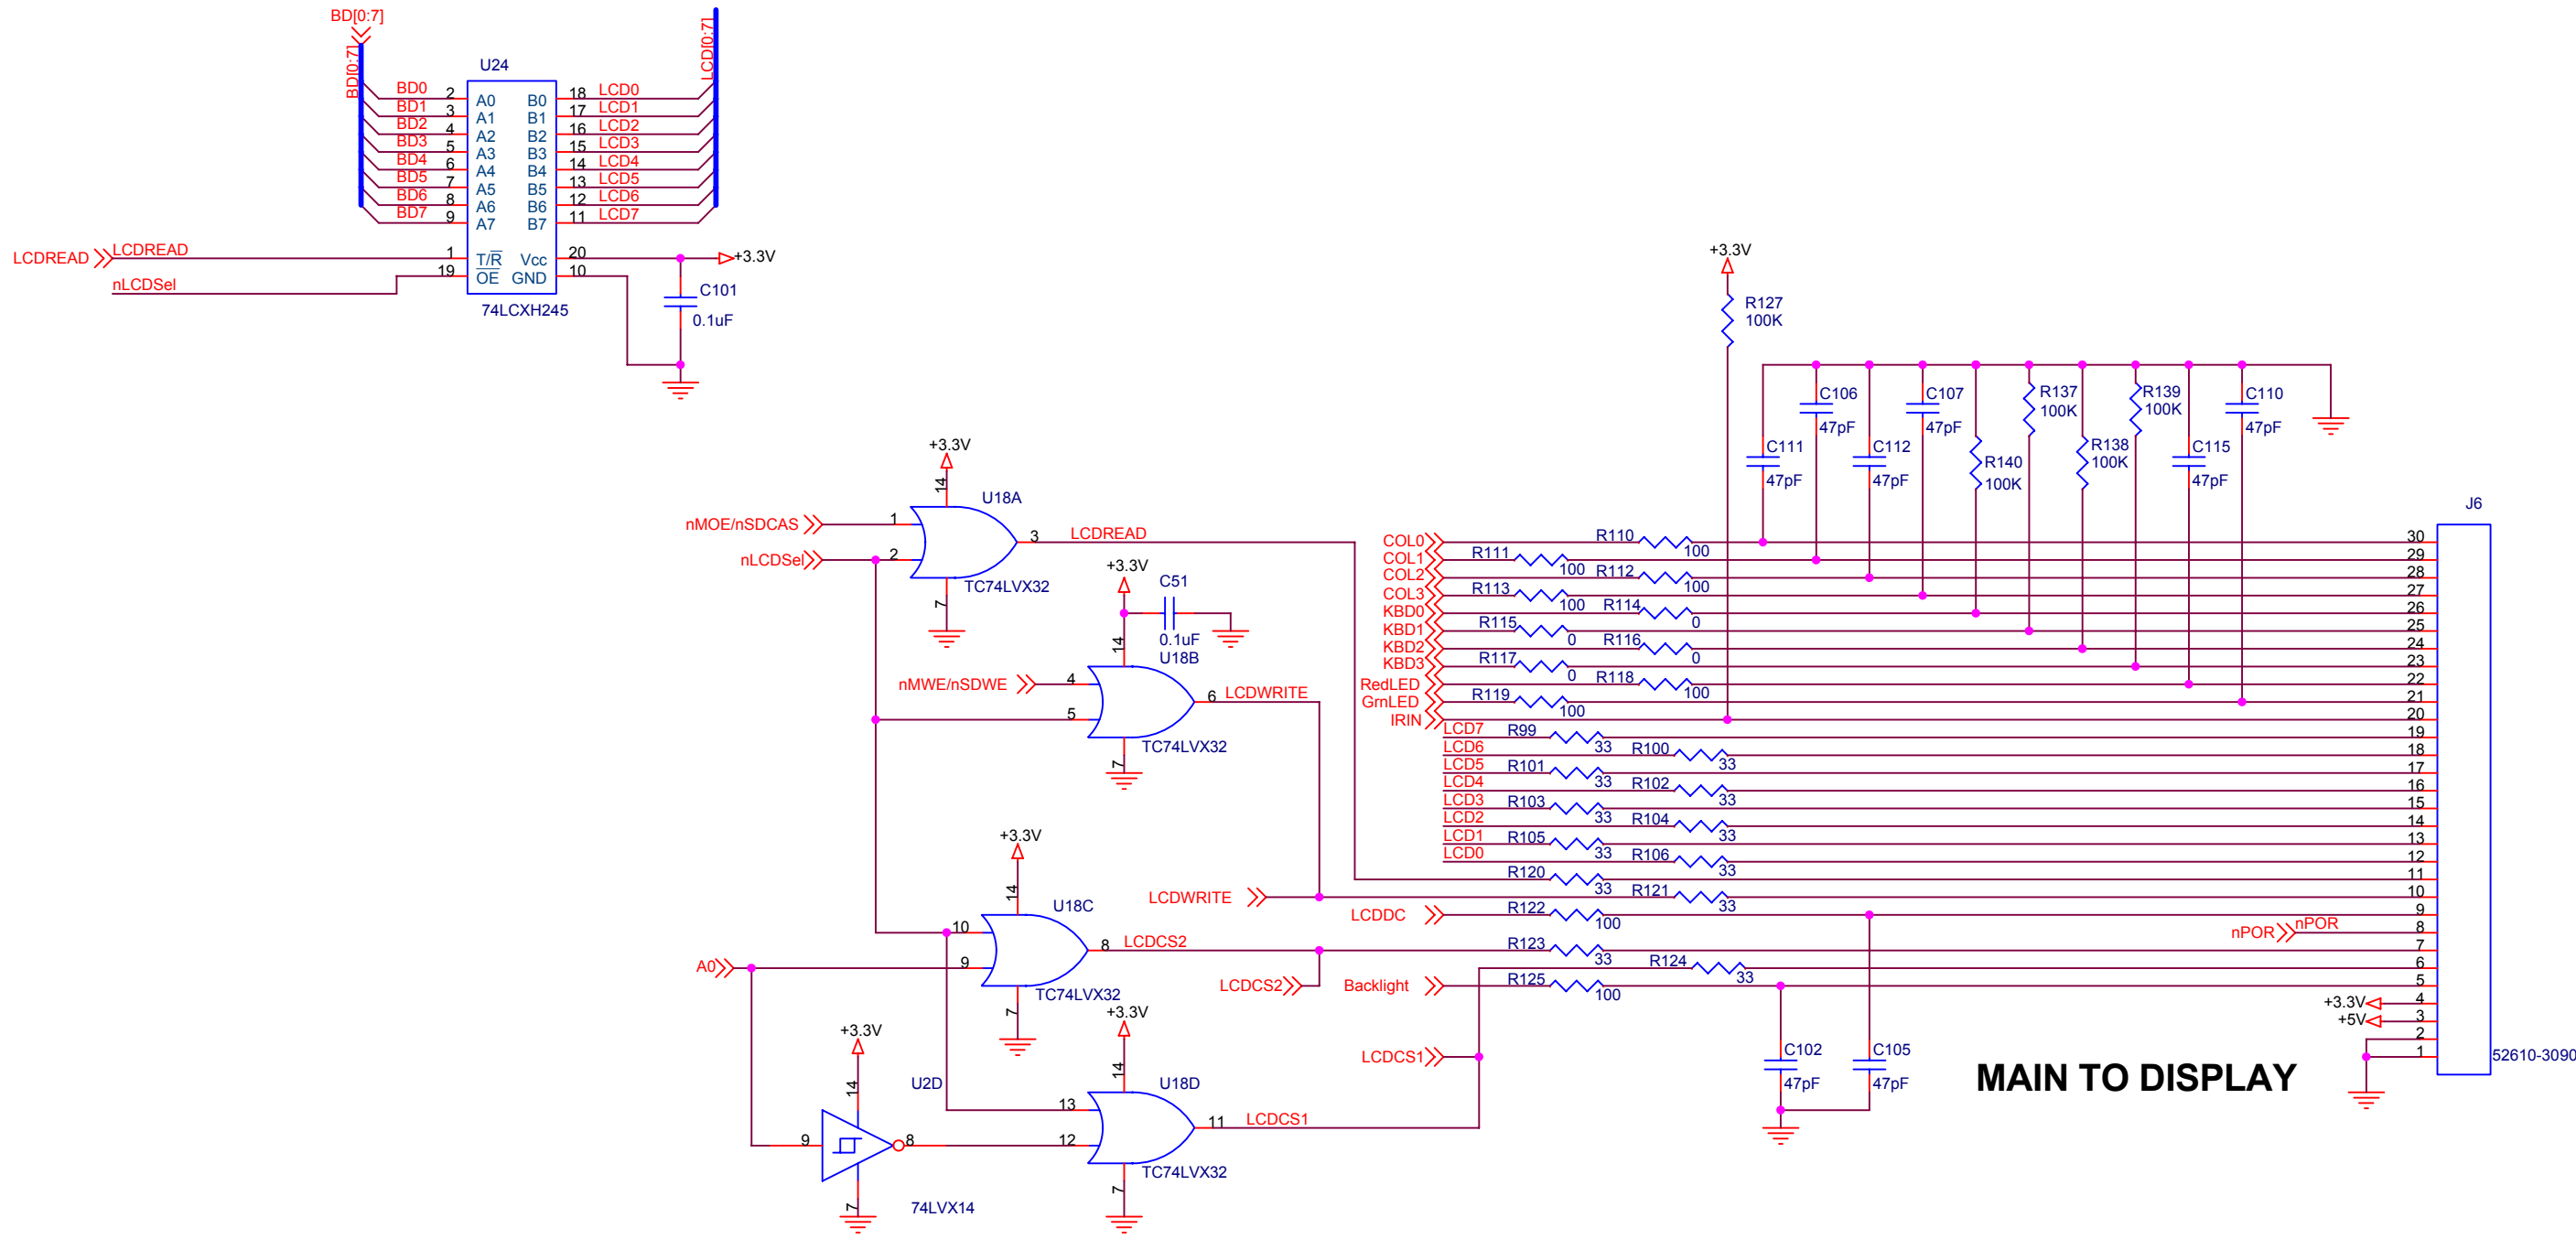 BD[0:7]
BD[0:7]
LCD[0:7]
U24
BD0 2 A0 B0 18 LCD0
BD1 3 A1 B1 17 LCD1
BD2 4 A2 B2 16 LCD2
BD3 5 A3 B3 15 LCD3
BD4 6 A4 B4 14 LCD4
BD5 7 A5 B5 13 LCD5
BD6 8 A6 B6 12 LCD6
BD7 9 A7 B7 11 LCD7
LCDREAD LCDREAD 1 T/R Vcc 20 +3.3V
nLCDSel 19 OE GND 10
74LCXH245
C101
0.1uF
+3.3V
14
U18A
nMOE/nSDCAS 1
3 LCDREAD
nLCDSel 2
7
TC74LVX32
+3.3V
C51
0.1uF
14
U18B
nMWE/nSDWE 4
6 LCDWRITE
5
7
TC74LVX32
+3.3V
14
U18C
10
8 LCDCS2
A0 9
7
TC74LVX32
LCDWRITE
LCDCS2
+3.3V
14
U2D
9
8
7
74LVX14
+3.3V
14
U18D
13
11 LCDCS1
12
7
TC74LVX32
+3.3V
R127
100K
C111
47pF
C106
47pF
C112
47pF
C107
47pF
R140
100K
R137
100K
R138
100K
R139
100K
C115
47pF
C110
47pF
J6
COL0 R110 100 30
COL1 R111 100 29
COL2 R112 100 28
COL3 R113 100 27
KBD0 R114 0 26
KBD1 R115 0 25
KBD2 R116 0 24
KBD3 R117 0 23
RedLED R118 100 22
GrnLED R119 100 21
IRIN 20
LCD7 R99 33 19
LCD6 R100 33 18
LCD5 R101 33 17
LCD4 R102 33 16
LCD3 R103 33 15
LCD2 R104 33 14
LCD1 R105 33 13
LCD0 R106 33 12
R120 33 11
R121 33 10
LCDDC R122 100 9
nPOR nPOR 8
R123 33 7
R124 33 6
Backlight R125 100 5
+3.3V 4
+5V 3
2
1
52610-3090
LCDCS1
C102
47pF
C105
47pF
MAIN TO DISPLAY